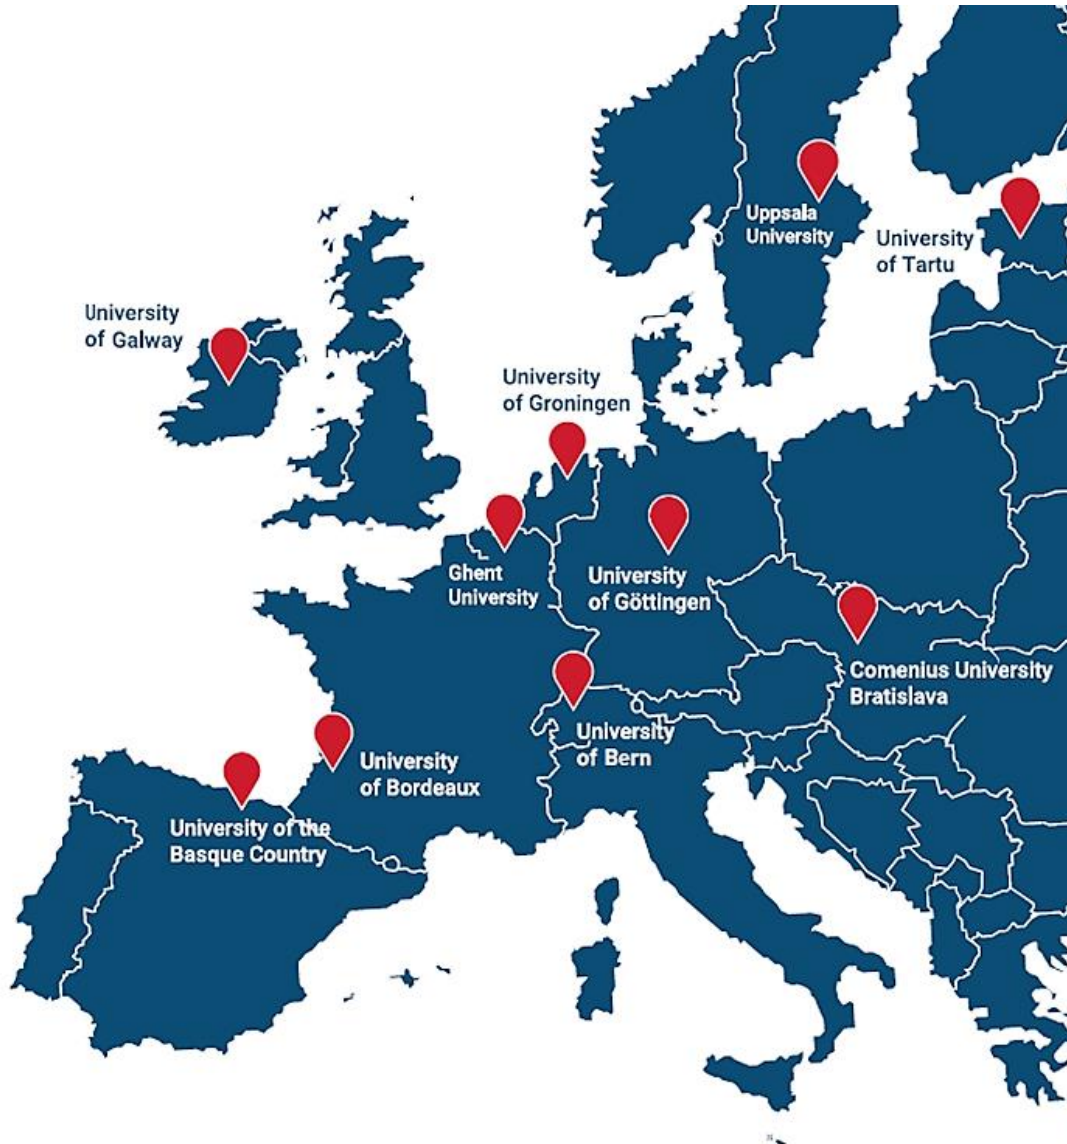 Uppsala
University
University
of Tartu
University
of Galway
University
of Groningen
Ghent
University
University
of Göttingen
Comenius University
Bratislava
University
of Bern
University
of Bordeaux
University of the
Basque Country